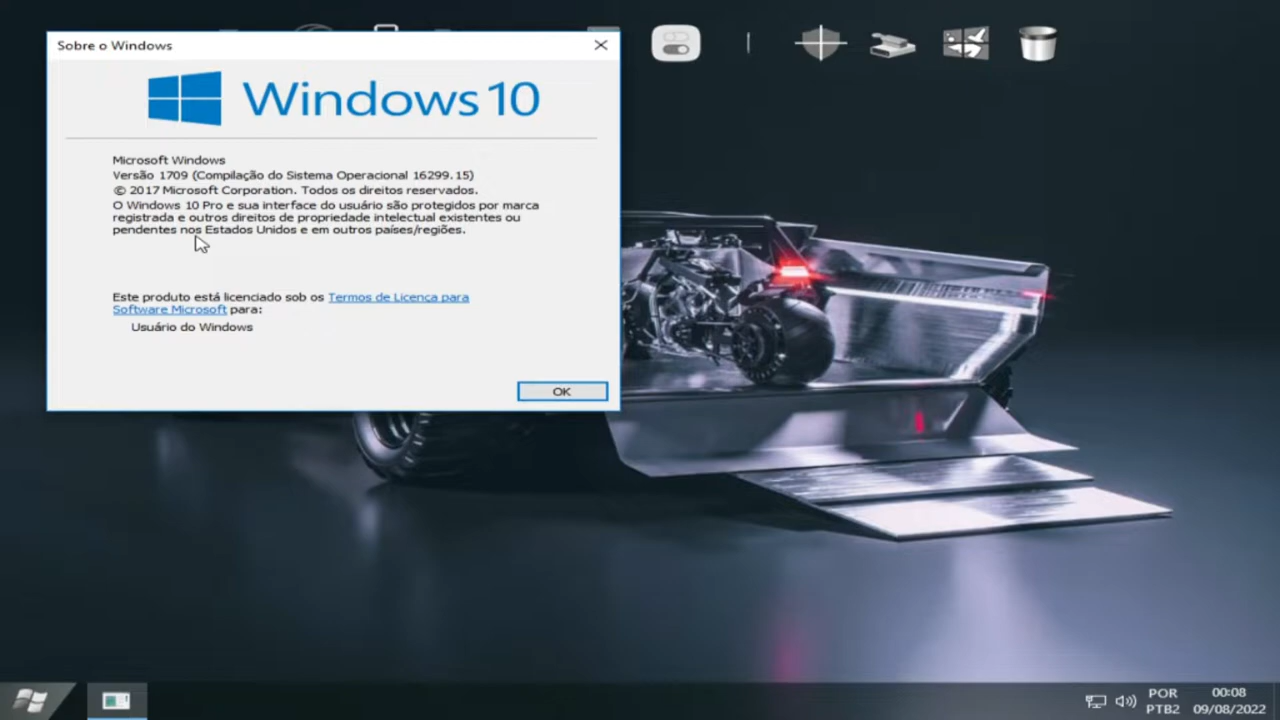 Sobre o Windows
Windows 10
Microsoft Windows
Versão 1709 (Compilação do Sistema Operacional 16299.15)
© 2017 Microsoft Corporation. Todos os direitos reservados.
O Windows 10 Pro e sua interface do usuário são protegidos por marca
registrada e outros direitos de propriedade intelectual existentes ou
pendentes nos Estados Unidos e em outros países/regiões.
Este produto está licenciado sob os Termos de Licença para
Software Microsoft para:
Usuário do Windows
OK
POR
PTB2
00:08
09/08/2022